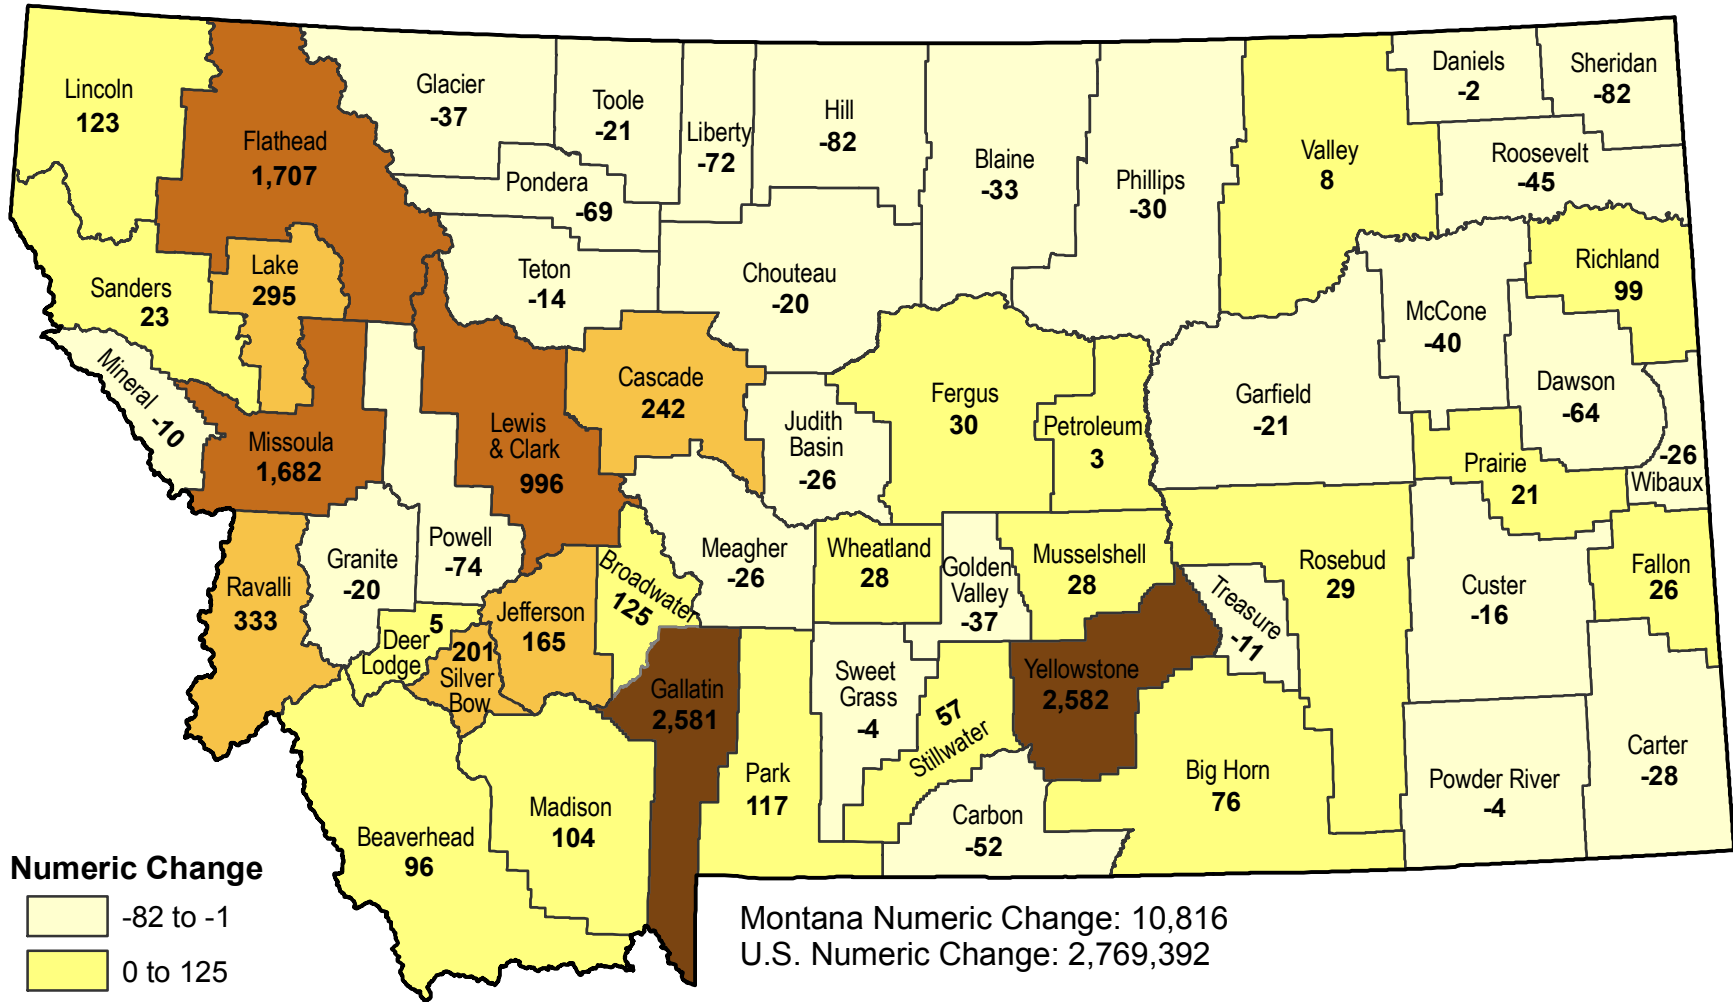 Lincoln
123
Flathead
1,707
Glacier
-37
Toole
-21
Liberty
-72
Hill
-82
Blaine
-33
Phillips
-30
Valley
8
Daniels
-2
Sheridan
-82
Roosevelt
-45
Pondera
-69
Teton
-14
Chouteau
-20
Sanders
23
Lake
295
Richland
99
McCone
-40
Mineral
-10
Missoula
1,682
Lewis
& Clark
996
Cascade
242
Judith
Basin
-26
Fergus
30
Petroleum
3
Garfield
-21
Dawson
-64
-26
Wibaux
Prairie
21
Ravalli
333
Granite
-20
Powell
-74
Broadwater
125
Meagher
-26
Wheatland
28
Golden
Valley
-37
Musselshell
28
Treasure
-11
Rosebud
29
Custer
-16
Fallon
26
5
Deer
Lodge
201
Silver
Bow
Jefferson
165
Gallatin
2,581
Sweet
Grass
-4
57
Stillwater
Yellowstone
2,582
Park
117
Big Horn
76
Powder River
-4
Carter
-28
Beaverhead
96
Madison
104
Carbon
-52
Numeric Change
-82 to -1
0 to 125
Montana Numeric Change: 10,816
U.S. Numeric Change: 2,769,392